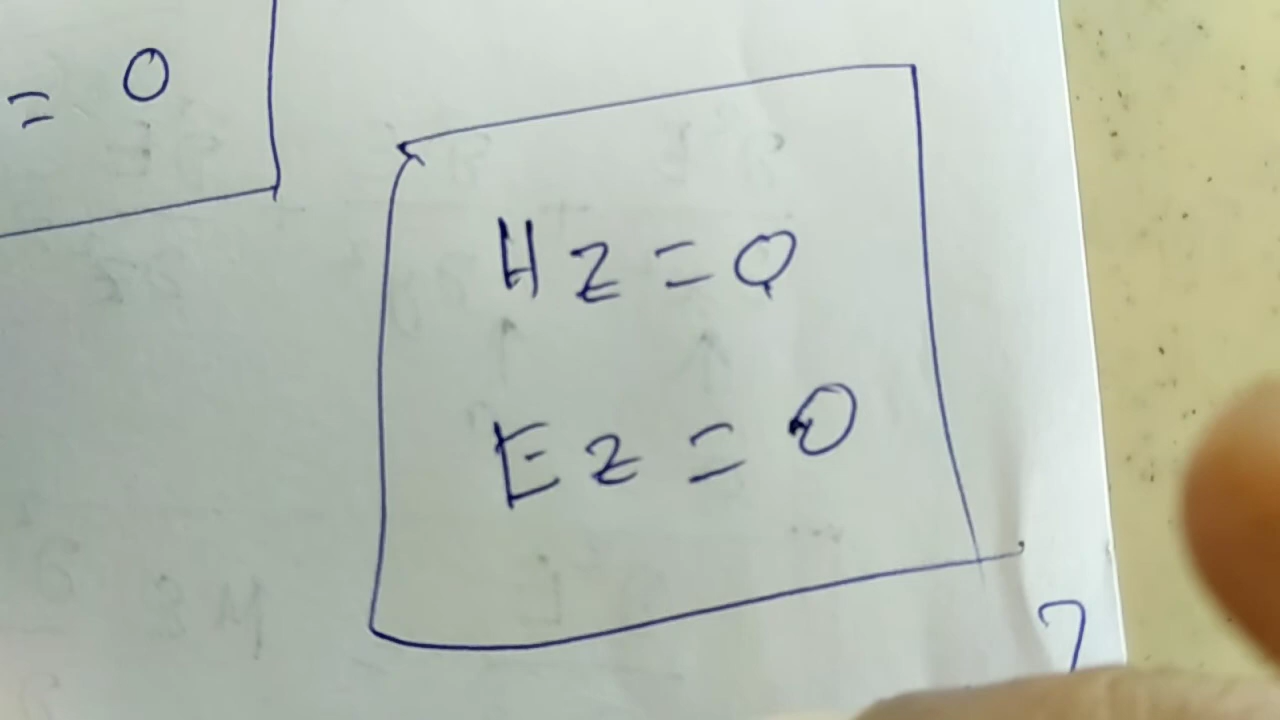 = 0
Hz = 0
Ez = 0
7